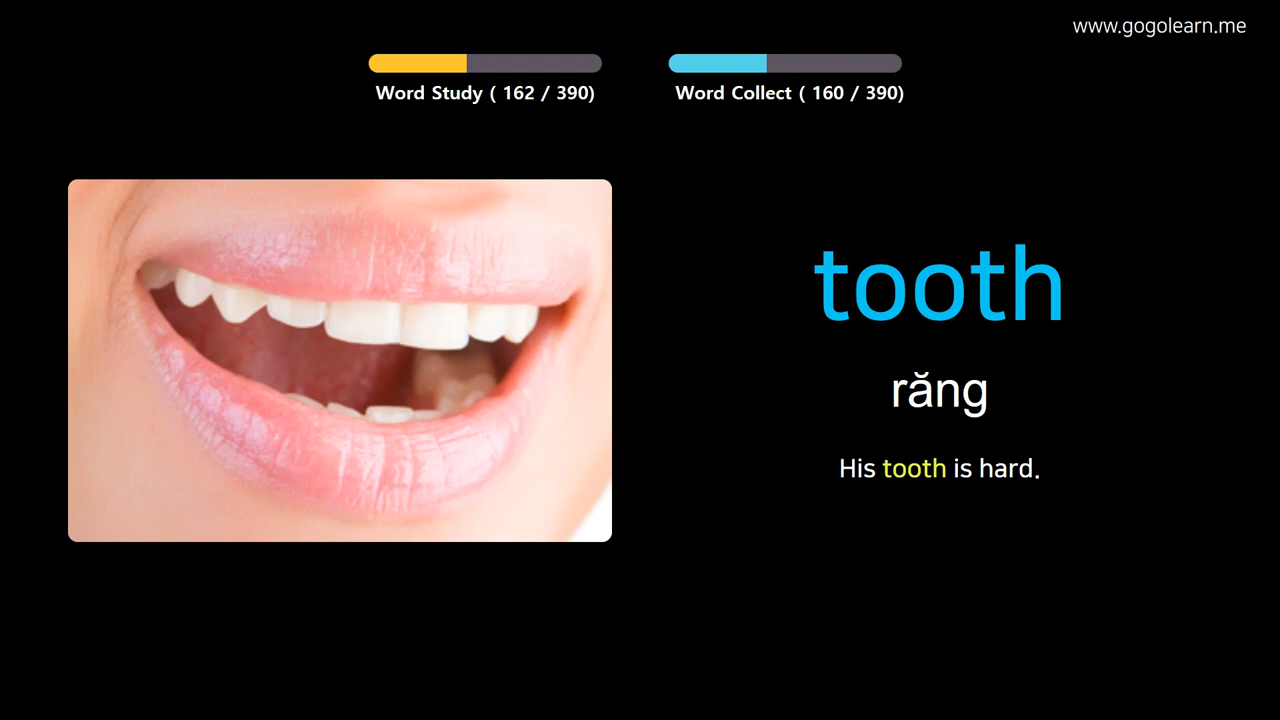 www.gogolearn.me
Word Study ( 162 / 390)
Word Collect ( 160 / 390)
tooth
răng
His tooth is hard.